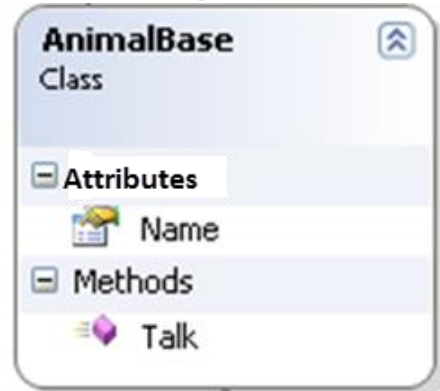 AnimalBase
Class
Attributes
Name
Methods
Talk